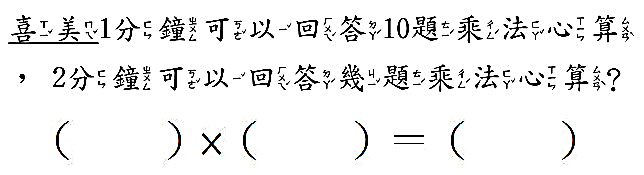 喜美1分鐘可以回答10題乘法心算
，2分鐘可以回答幾題乘法心算？
（　　）×（　　）＝（　　）